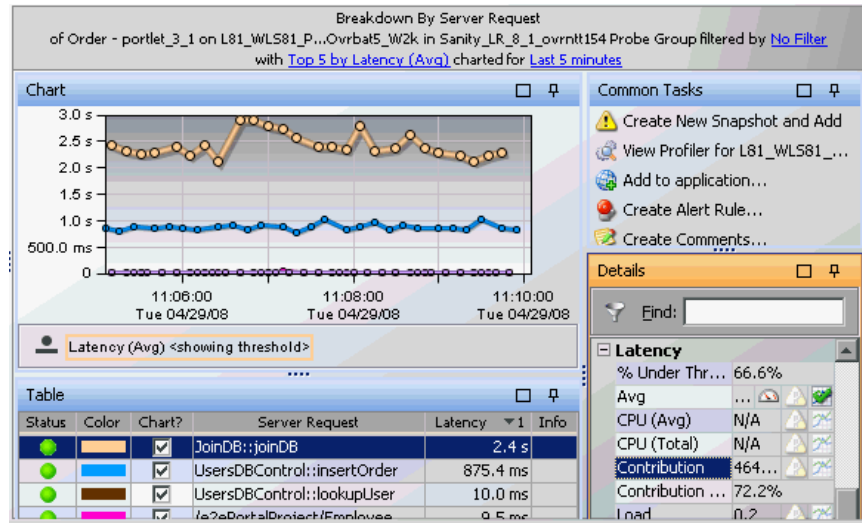 Breakdown By Server Request
of Order - portlet_3_1 on L81_WLS81_P...Ovrbat5_W2k in Sanity_LR_8_1_ovrntt154 Probe Group filtered by No Filter
with Top 5 by Latency (Avg) charted for Last 5 minutes
Chart
3.0 s
2.5 s
2.0 s
1.5 s
1.0 s
500.0 ms
0
11:06:00 11:08:00 11:10:00
Tue 04/29/08 Tue 04/29/08 Tue 04/29/08
Latency (Avg) <showing threshold>
Table
Status Color Chart? Server Request Latency 1 Info
JoinDB::joinDB 2.4 s
UsersDBControl::insertOrder 875.4 ms
UsersDBControl::lookupUser 10.0 ms
/e2ePortalProject/Employee 9.5 ms
Common Tasks
Create New Snapshot and Add
View Profiler for L81_WLS81_...
Add to application...
Create Alert Rule...
Create Comments...
Details
Find:
Latency
% Under Thr... 66.6%
Avg ...
CPU (Avg) N/A
CPU (Total) N/A
Contribution 464...
Contribution ... 72.2%
Load 0.2